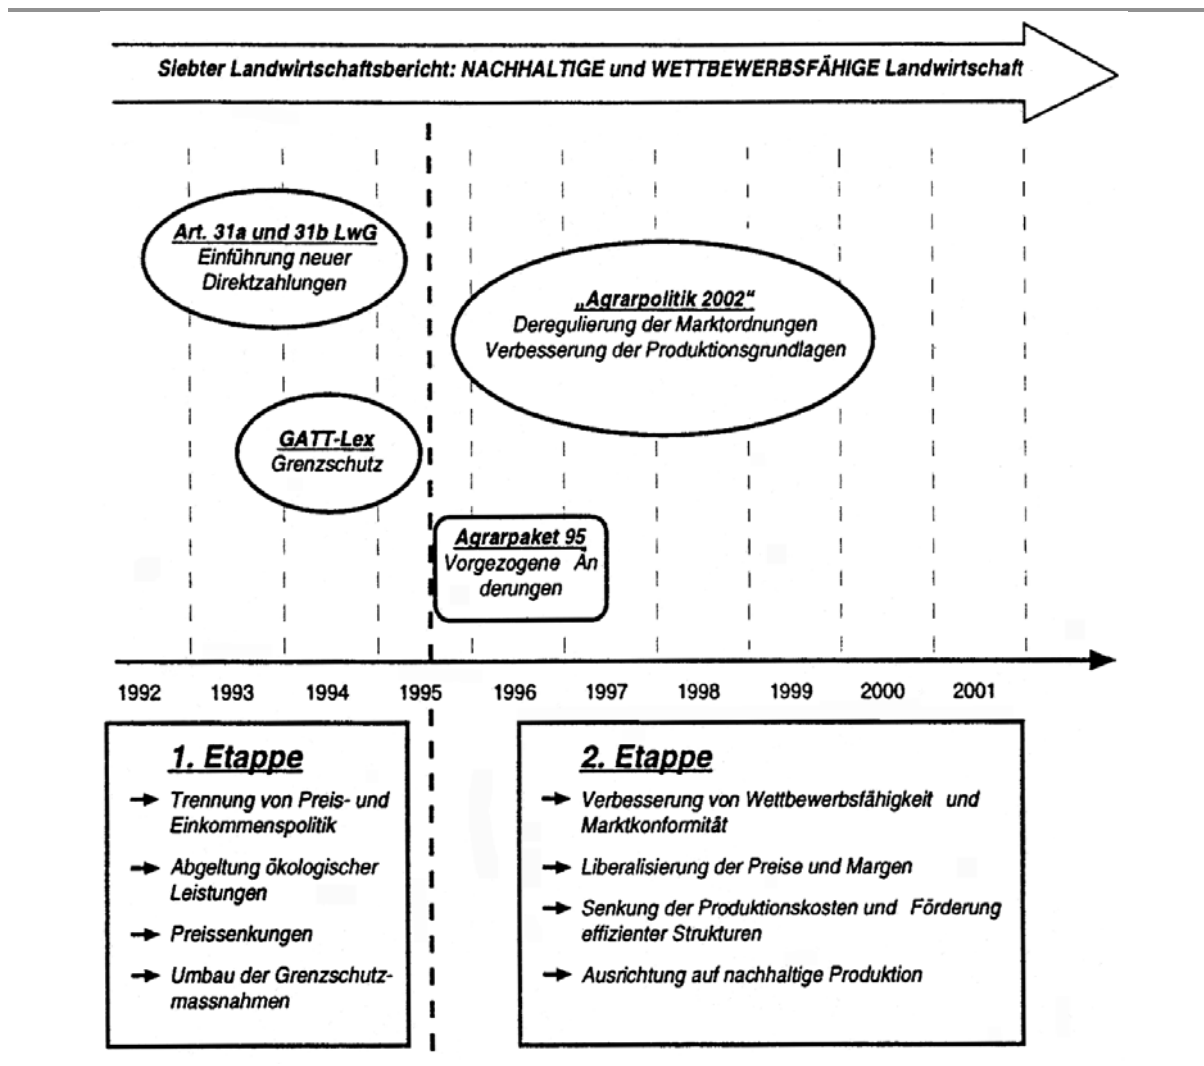 Siebter Landwirtschaftsbericht: NACHHALTIGE und WETTBEWERBSFÄHIGE Landwirtschaft
Art. 31a und 31b LwG
Einführung neuer
Direktzahlungen
„Agrarpolitik 2002“
Deregulierung der Marktordnungen
Verbesserung der Produktionsgrundlagen
GATT-Lex
Grenzschutz
Agrarpaket 95
Vorgezogene Än
derungen
1992 1993 1994 1995 1996 1997 1998 1999 2000 2001
1. Etappe
Trennung von Preis- und
Einkommenspolitik
Abgeltung ökologischer
Leistungen
Preissenkungen
Umbau der Grenzschutz-
massnahmen
2. Etappe
Verbesserung von Wettbewerbsfähigkeit und
Marktkonformität
Liberalisierung der Preise und Margen
Senkung der Produktionskosten und Förderung
effizienter Strukturen
Ausrichtung auf nachhaltige Produktion